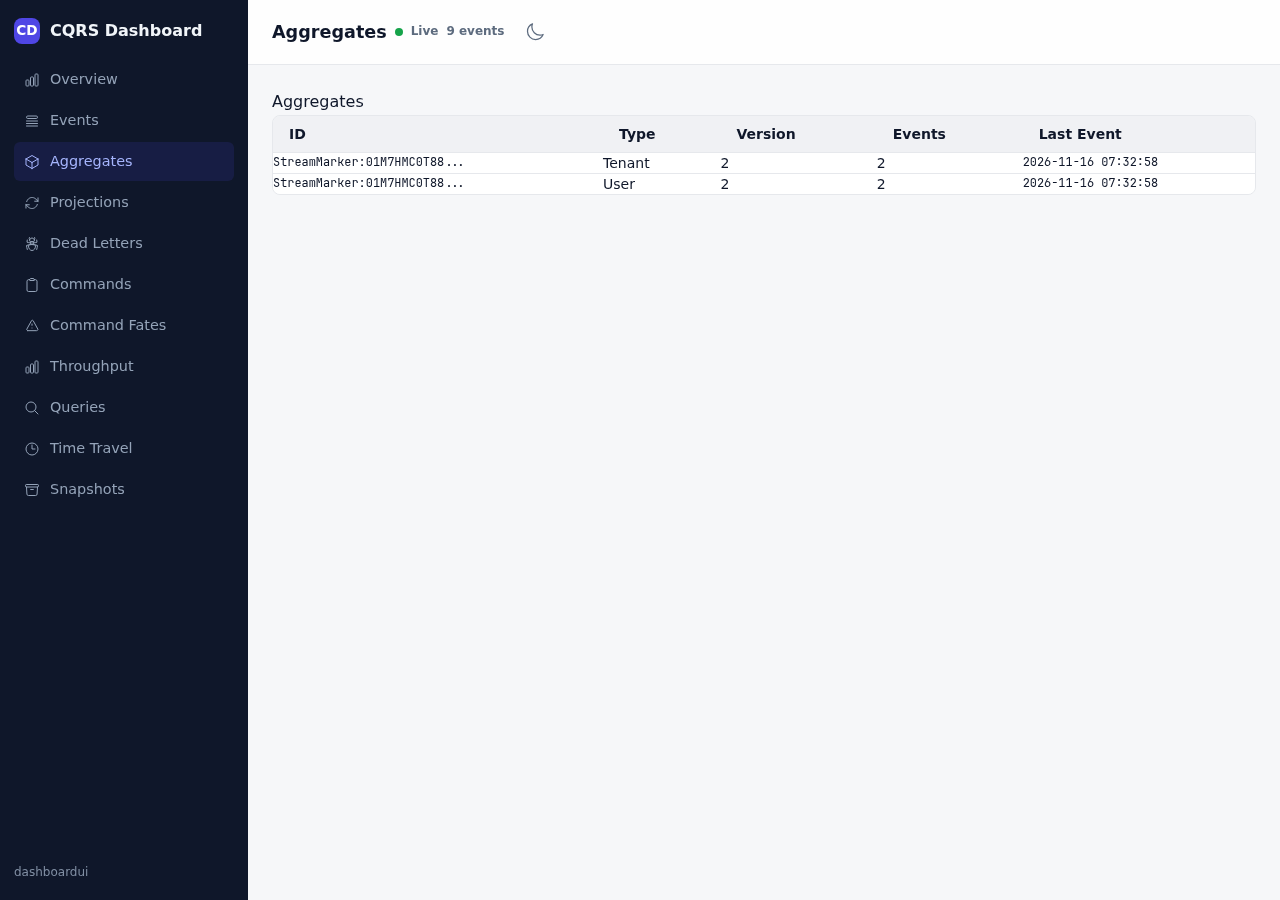 CD CQRS Dashboard
Overview
Events
Aggregates
Projections
Dead Letters
Commands
Command Fates
Throughput
Queries
Time Travel
Snapshots
dashboardui
Aggregates Live 9 events
Aggregates
ID Type Version Events Last Event
StreamMarker:01M7HMC0T88... Tenant 2 2 2026-11-16 07:32:58
StreamMarker:01M7HMC0T88... User 2 2 2026-11-16 07:32:58